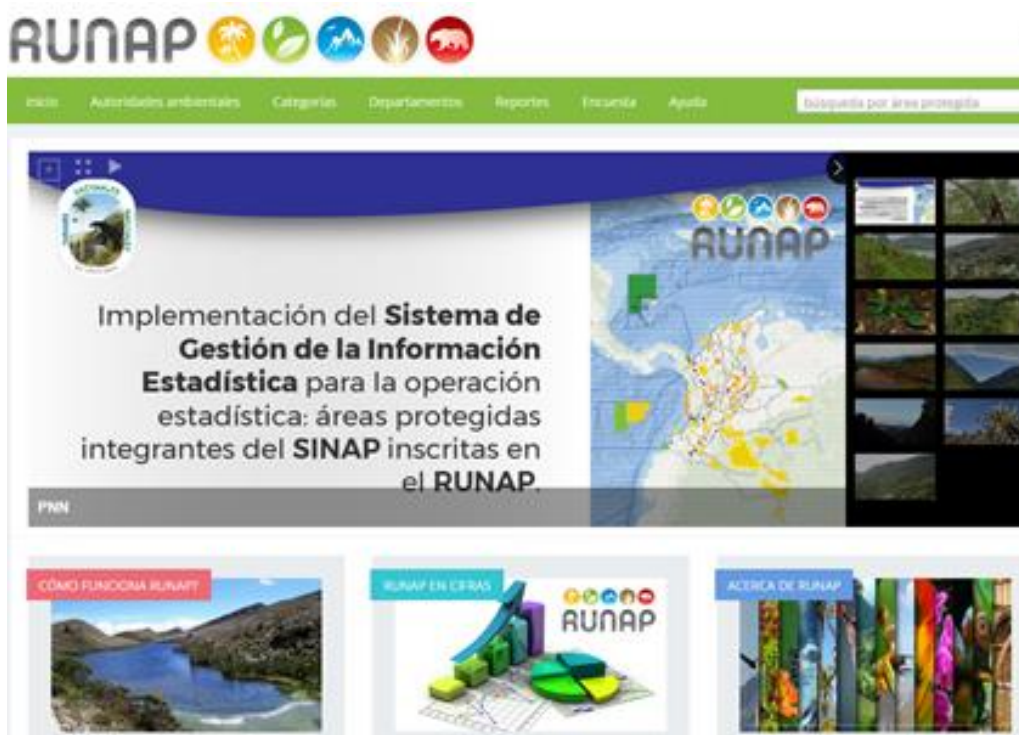 RUNAP
Inicio Autoridades ambientales Categorías Departamentos Reportes Encuesta Ayuda búsqueda por área protegida
RUNAP
Implementación del Sistema de
Gestión de la Información
Estadística para la operación
estadística: áreas protegidas
integrantes del SINAP inscritas en
el RUNAP.
PNN
CÓMO FUNCIONA RUNAP?
RUNAP EN CIFRAS
RUNAP
ACERCA DE RUNAP